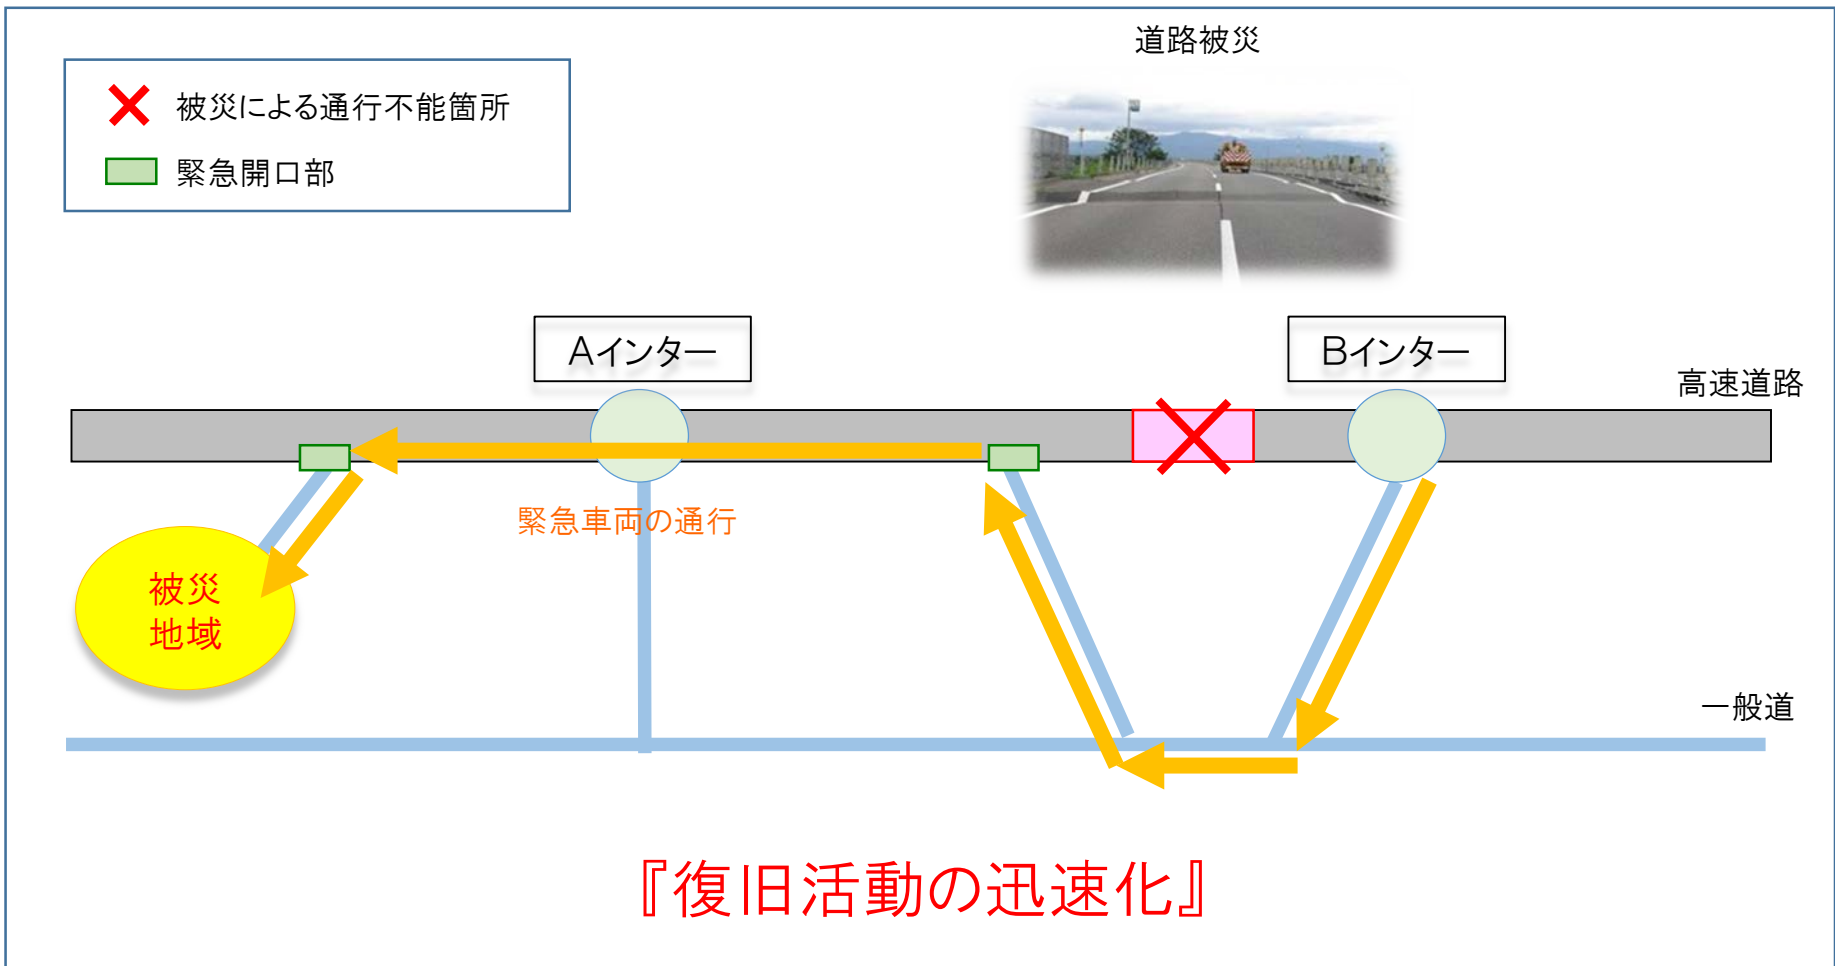 道路被災
被災による通行不能箇所
緊急開口部
Aインター
Bインター
高速道路
緊急車両の通行
被災
地域
一般道
『復旧活動の迅速化』